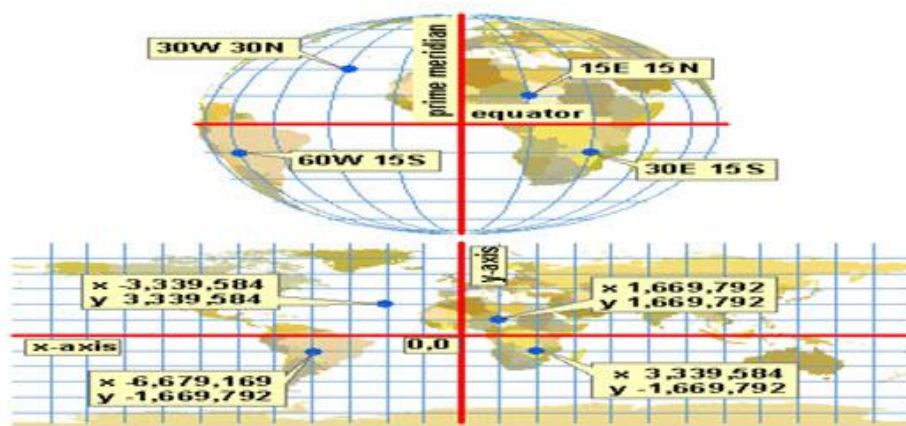 30W 30N
prime meridian
15E 15N
equator
60W 15S
30E 15S
y-axis
x -3,339,584
y 3,339,584
x 1,669,792
y 1,669,792
x-axis
0,0
x -6,679,169
y -1,669,792
x 3,339,584
y -1,669,792